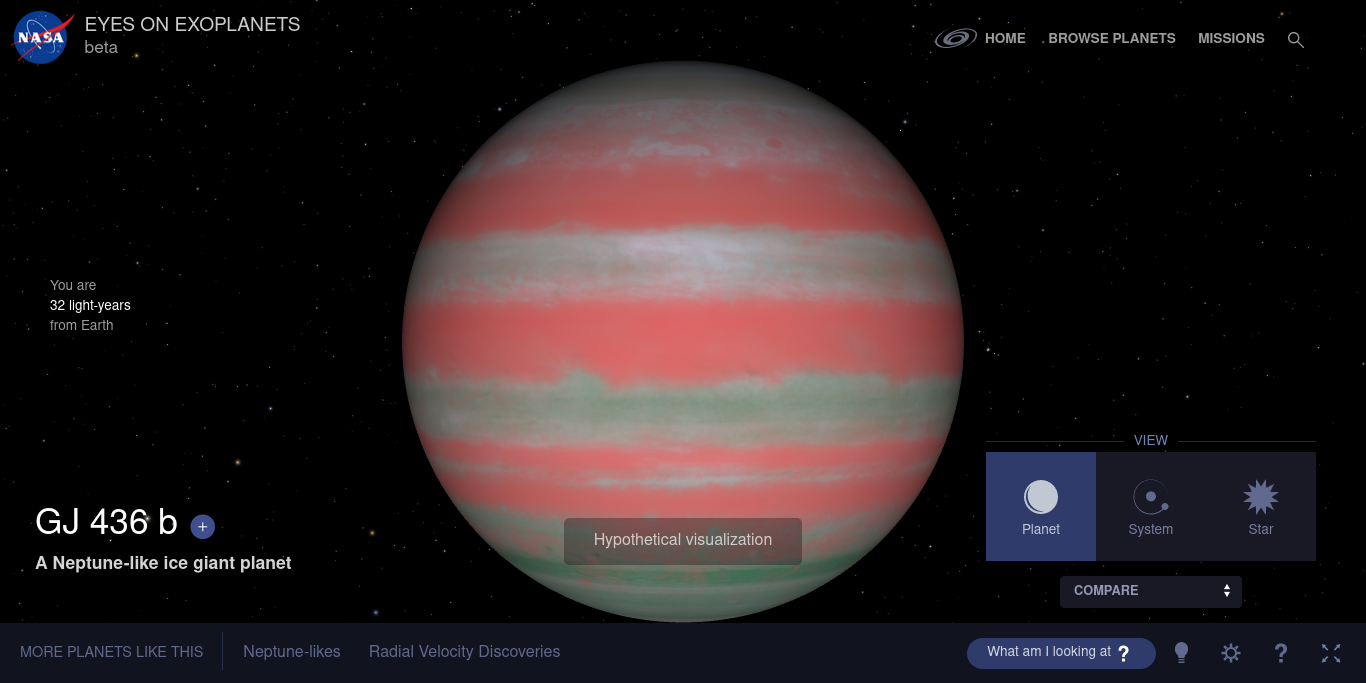 NASA
EYES ON EXOPLANETS
beta
HOME
BROWSE PLANETS
MISSIONS
You are
32 light-years
from Earth
VIEW
Planet
System
Star
COMPARE
GJ 436 b +
A Neptune-like ice giant planet
Hypothetical visualization
MORE PLANETS LIKE THIS
Neptune-likes
Radial Velocity Discoveries
What am I looking at ?
?